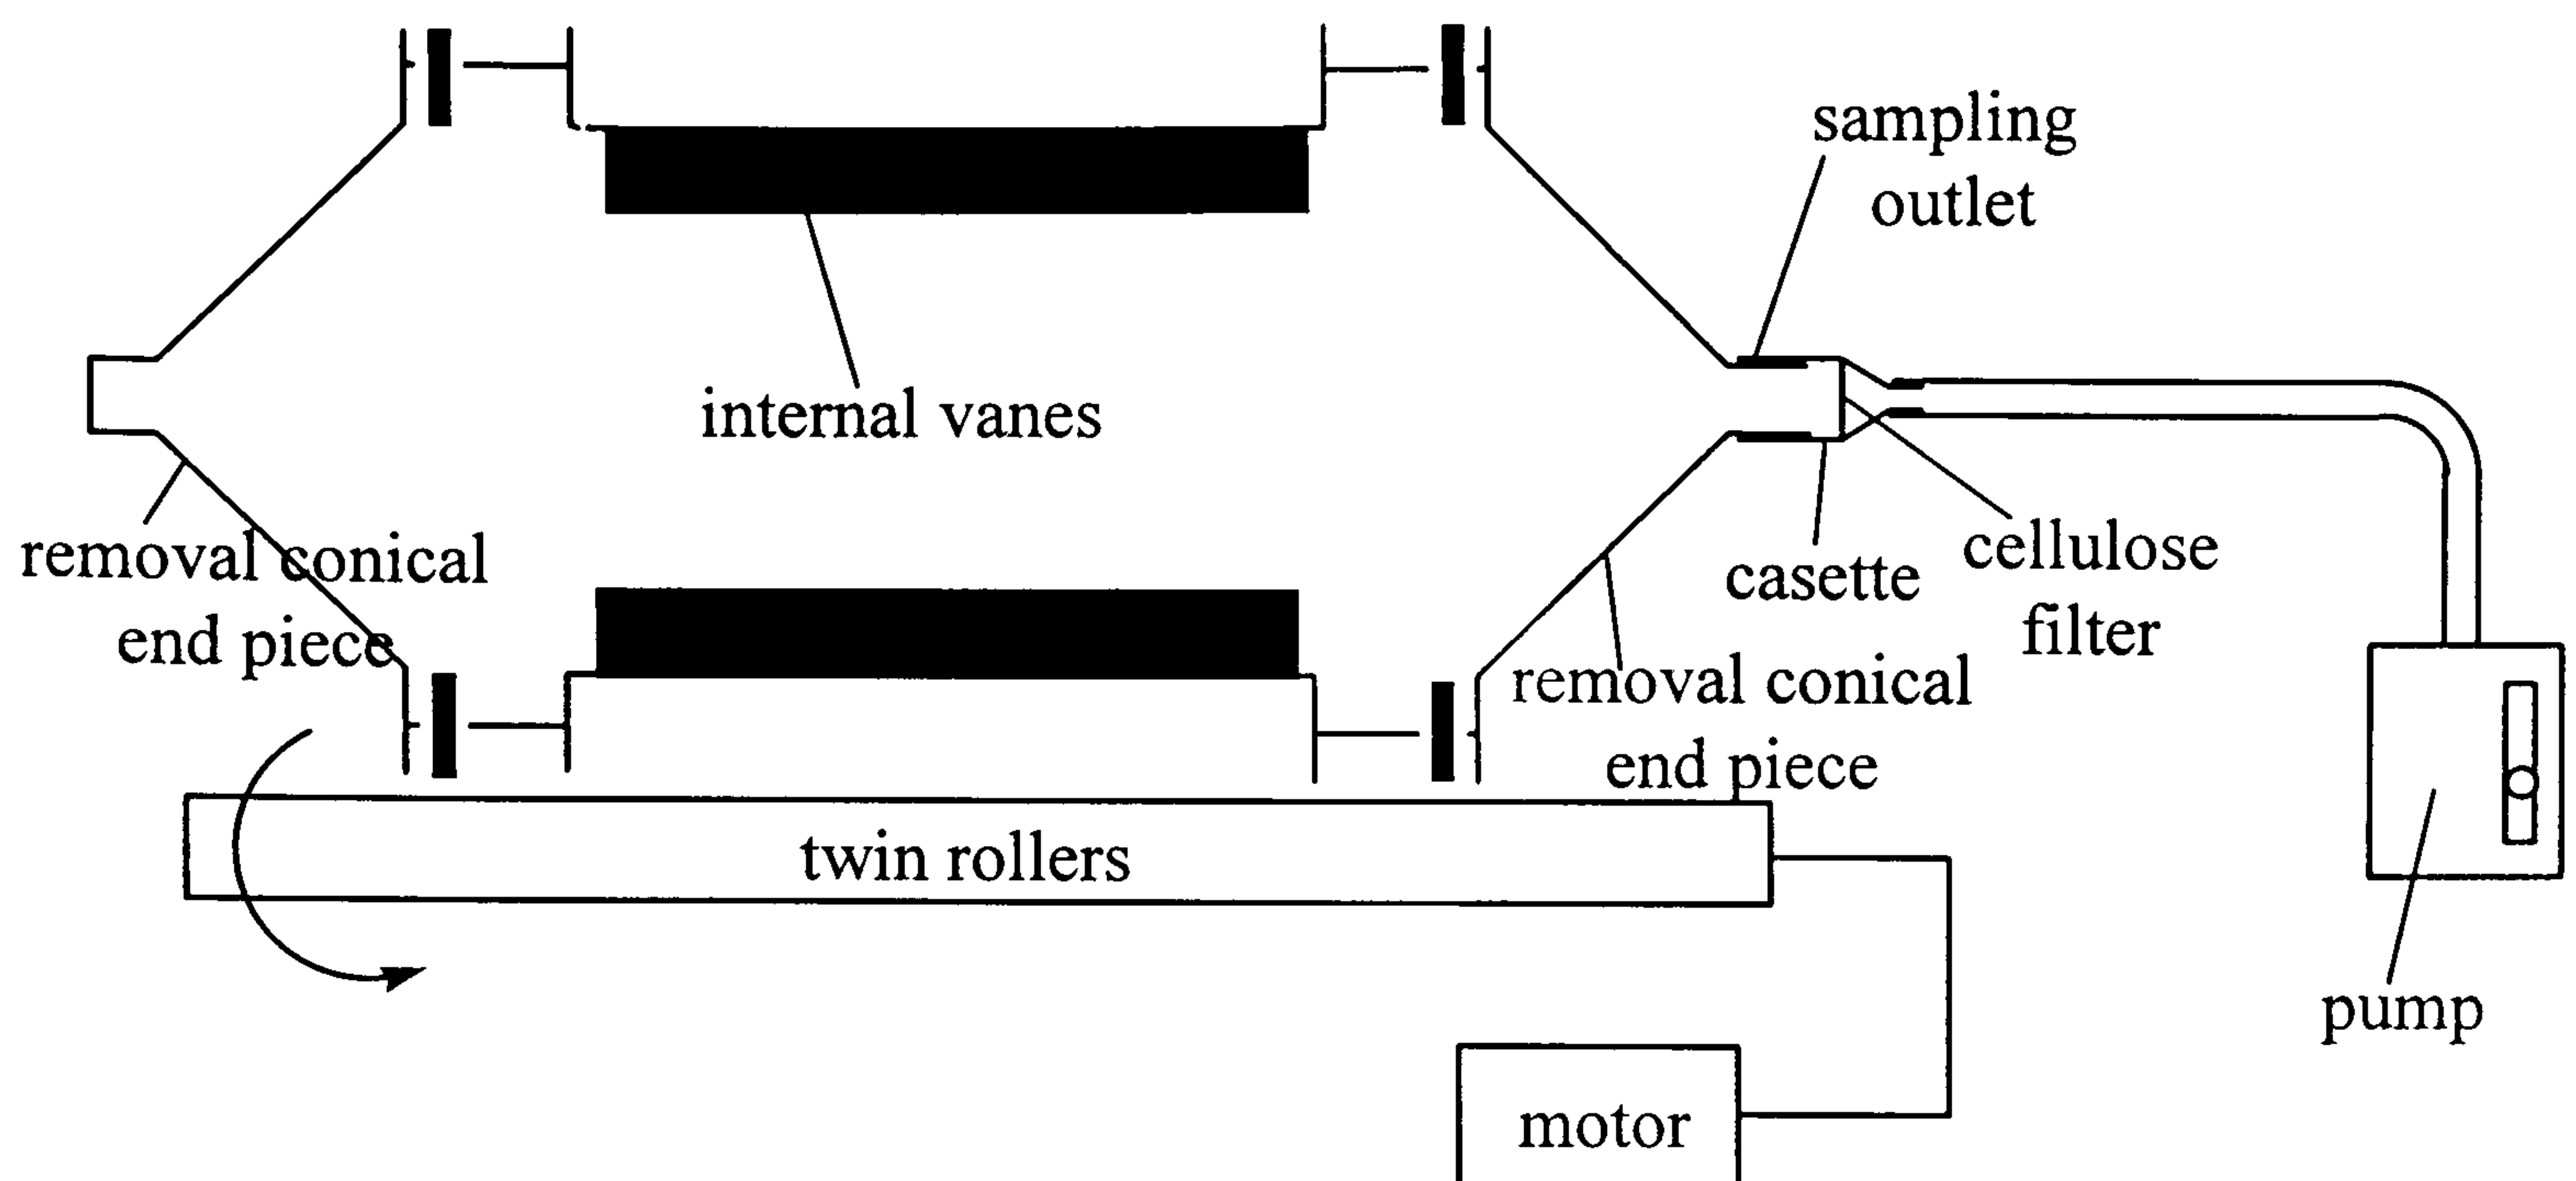 sampling
outlet
internal vanes
removal conical
end piece
casette
cellulose
filter
removal conical
end piece
twin rollers
pump
motor